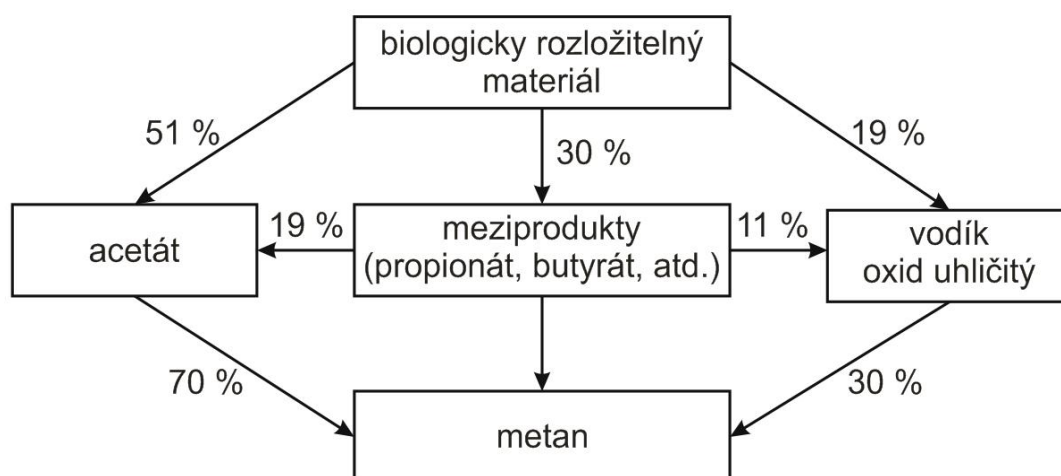 biologicky rozložitelný
materiál
51 %
30 %
19 %
acetát
19 %
meziprodukty
(propionát, butyrát, atd.)
11 %
vodík
oxid uhličitý
70 %
30 %
metan